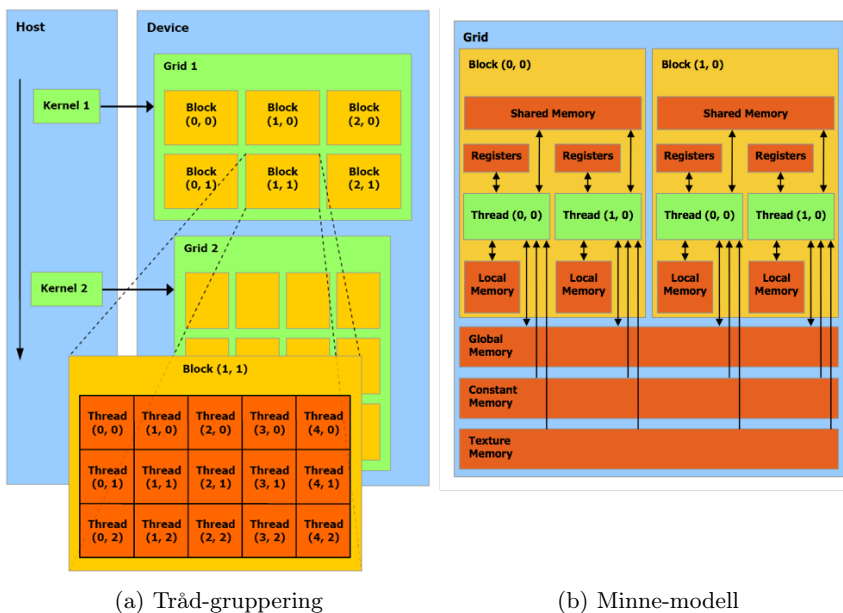 Host
Device
Grid 1
Kernel 1
Block
(0, 0)
Block
(1, 0)
Block
(2, 0)
Block
(0, 1)
Block
(1, 1)
Block
(2, 1)
Grid 2
Kernel 2
Block (1, 1)
Thread
(0, 0)
Thread
(1, 0)
Thread
(2, 0)
Thread
(3, 0)
Thread
(4, 0)
Thread
(0, 1)
Thread
(1, 1)
Thread
(2, 1)
Thread
(3, 1)
Thread
(4, 1)
Thread
(0, 2)
Thread
(1, 2)
Thread
(2, 2)
Thread
(3, 2)
Thread
(4, 2)
(a) Tråd-gruppering
Grid
Block (0, 0)
Shared Memory
Registers
Registers
Thread (0, 0)
Thread (1, 0)
Local
Memory
Local
Memory
Block (1, 0)
Shared Memory
Registers
Registers
Thread (0, 0)
Thread (1, 0)
Local
Memory
Local
Memory
Global
Memory
Constant
Memory
Texture
Memory
(b) Minne-modell